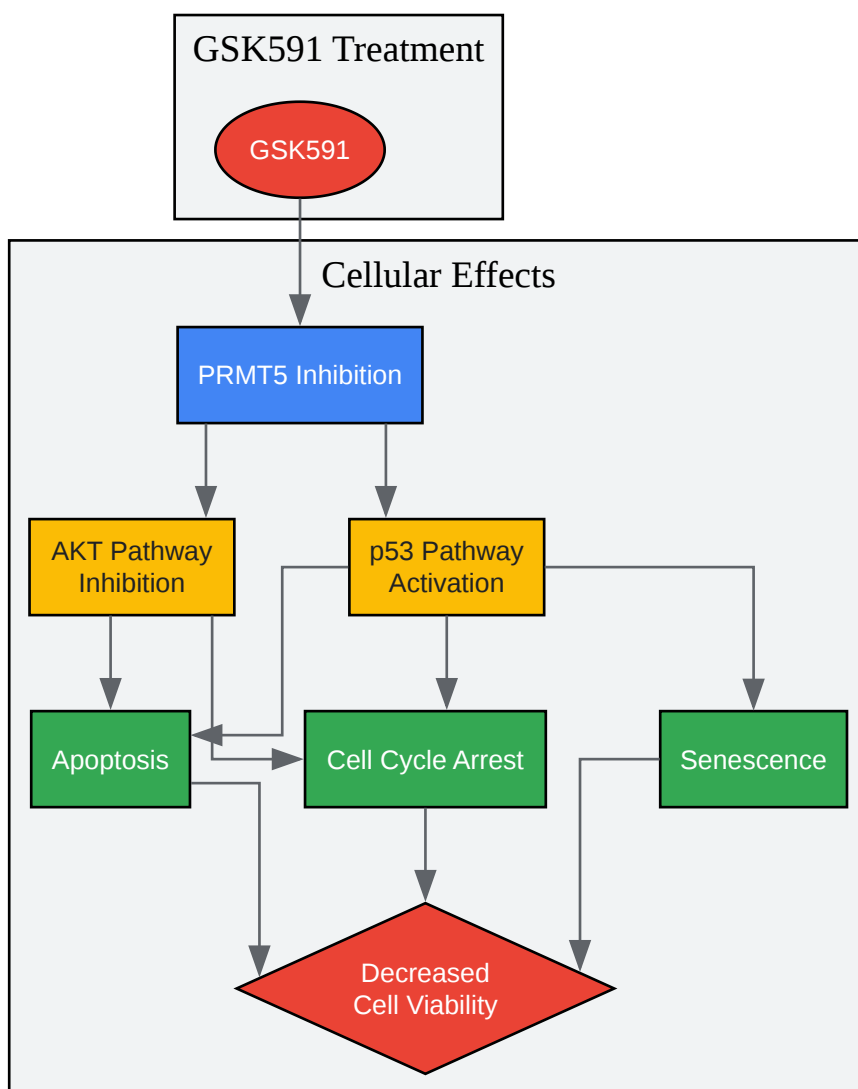 GSK591 Treatment
GSK591
Cellular Effects
PRMT5 Inhibition
AKT Pathway
Inhibition
p53 Pathway
Activation
Apoptosis
Cell Cycle Arrest
Senescence
Decreased
Cell Viability